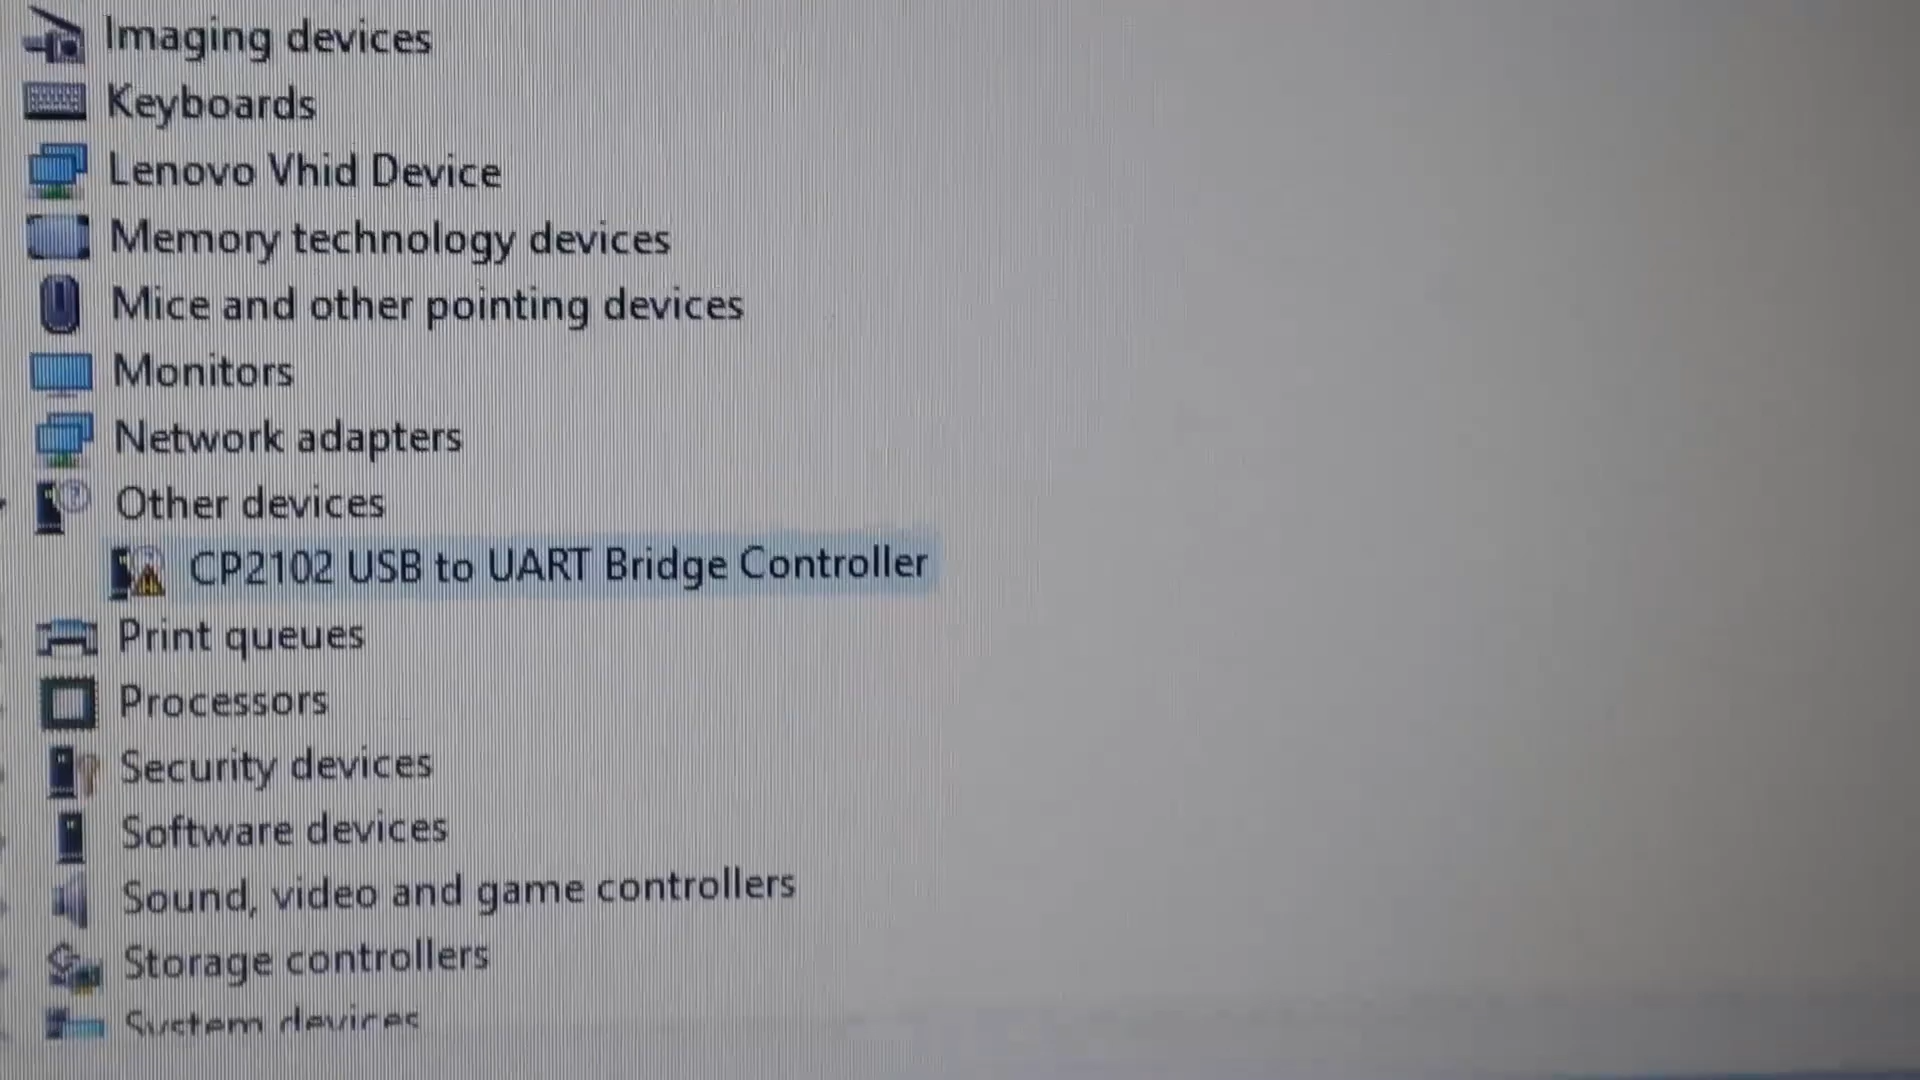 Imaging devices
Keyboards
Lenovo Vhid Device
Memory technology devices
Mice and other pointing devices
Monitors
Network adapters
Other devices
CP2102 USB to UART Bridge Controller
Print queues
Processors
Security devices
Software devices
Sound, video and game controllers
Storage controllers
System devices